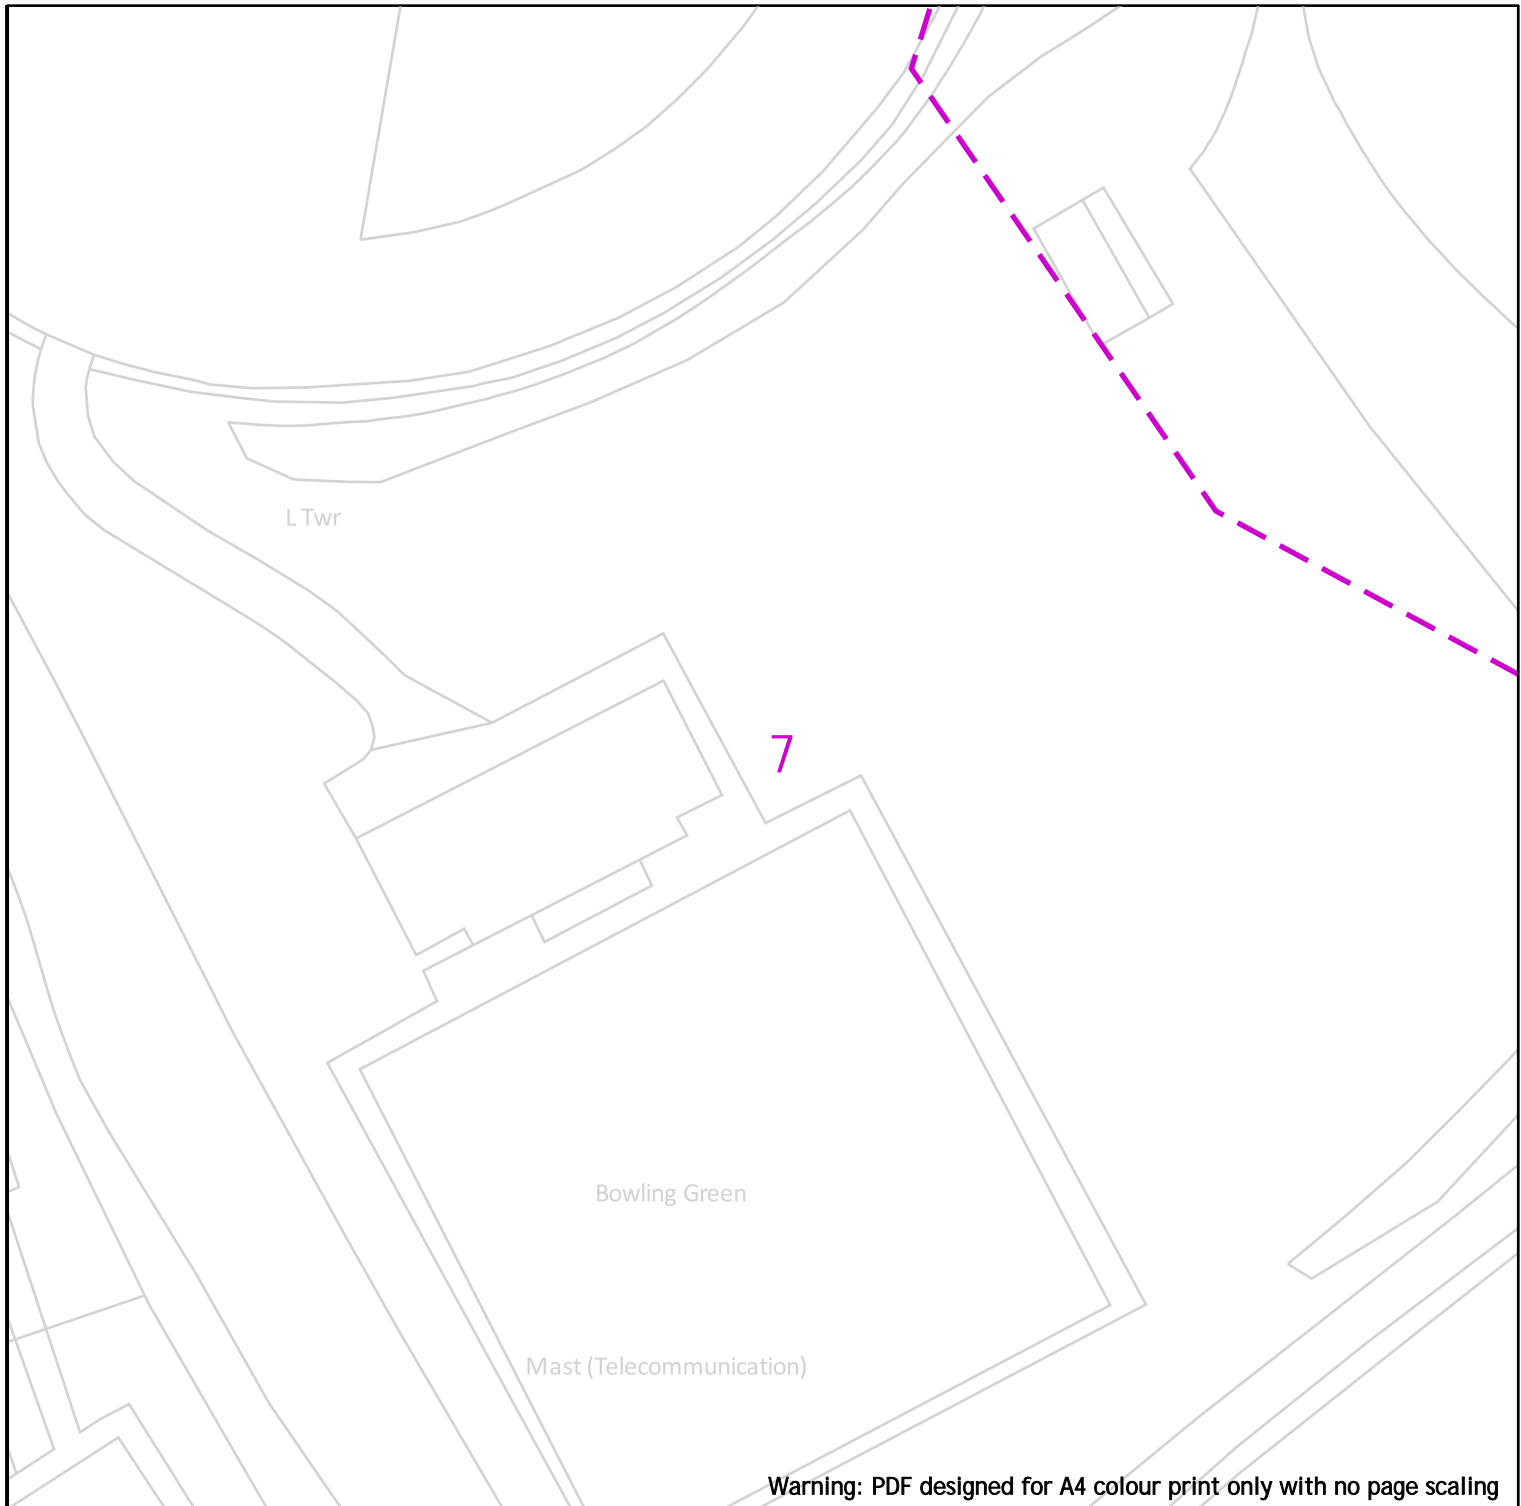 L Twr
7
Bowling Green
Mast (Telecommunication)
Warning: PDF designed for A4 colour print only with no page scaling